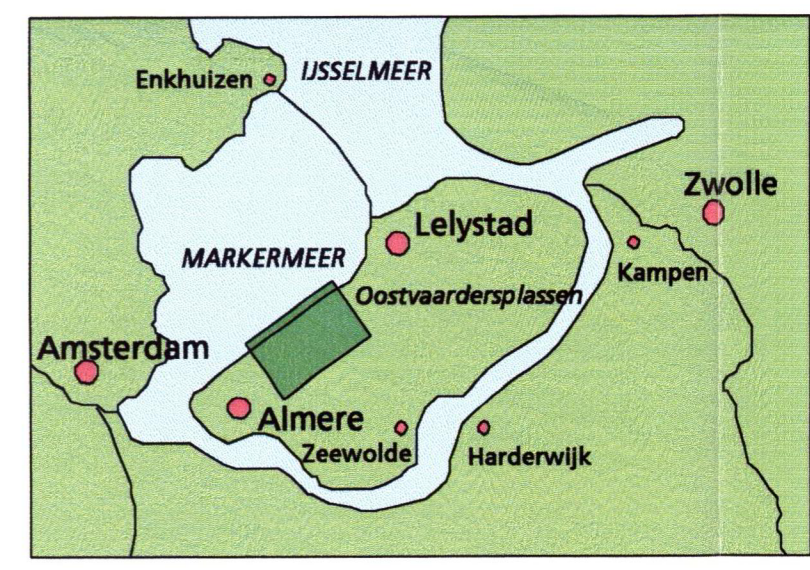 IJSSELMEER
Enkhuizen
Zwolle
Lelystad
MARKERMEER
Kampen
Oostvaardersplassen
Amsterdam
Almere
Zeewolde
Harderwijk